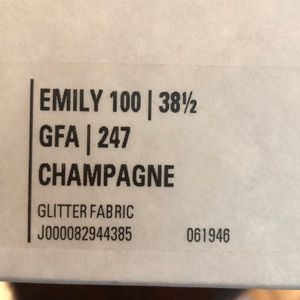 EMILY 100 | 38½
GFA | 247
CHAMPAGNE
GLITTER FABRIC
J000082944385 061946